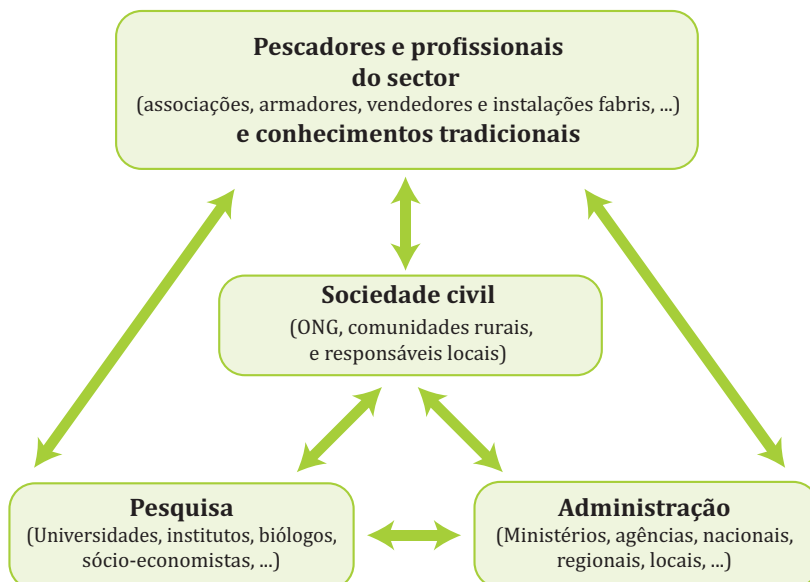 Pescadores e profissionais
do sector
(associações, armadores, vendedores e instalações fabris, ...)
e conhecimentos tradicionais
Sociedade civil
(ONG, comunidades rurais,
e responsáveis locais)
Pesquisa
(Universidades, institutos, biólogos,
sócio-economistas, ...)
Administração
(Ministérios, agências, nacionais,
regionais, locais, ...)